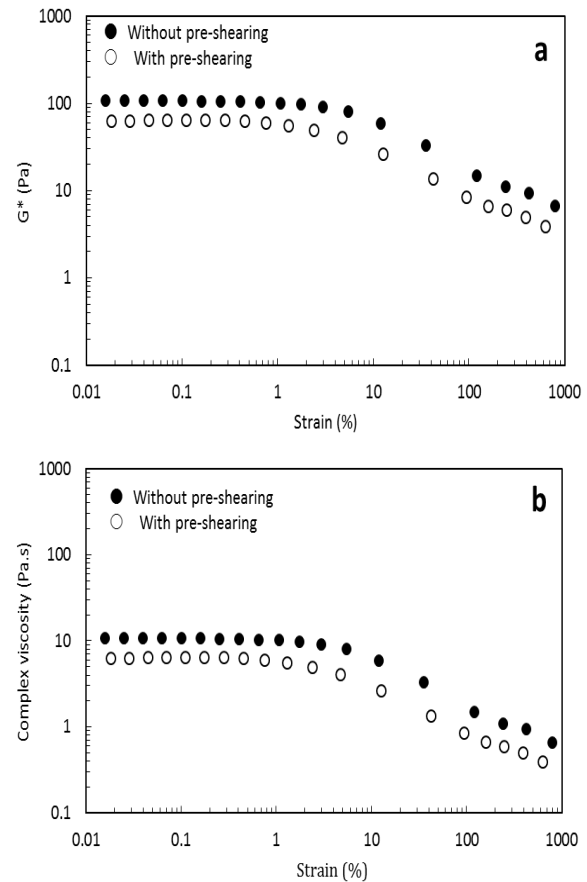 1000
Without pre-shearing
With pre-shearing
a
100
10
1
0.1
G* (Pa)
0.01 0.1 1 10 100 1000
Strain (%)
1000
Without pre-shearing
With pre-shearing
b
100
10
1
0.1
Complex viscosity (Pa.s)
0.01 0.1 1 10 100 1000
Strain (%)